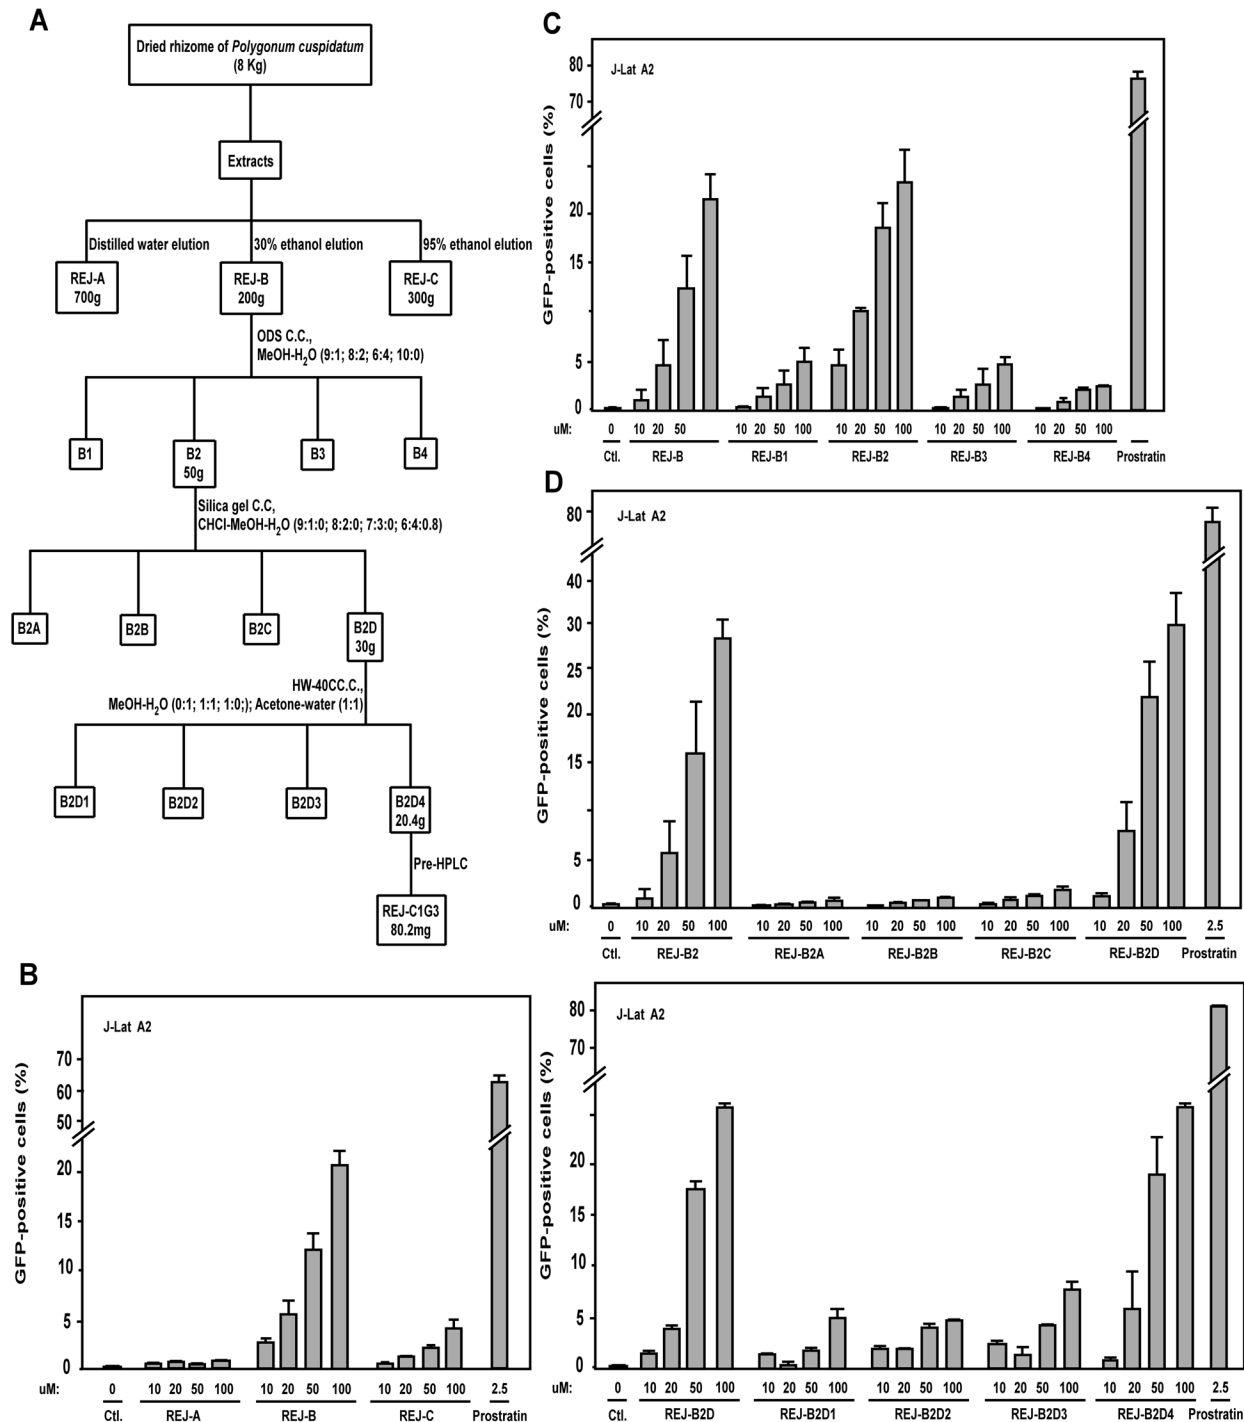 A
Dried rhizome of Polygonum cuspidatum
(8 Kg)
Extracts
Distilled water elution
30% ethanol elution
95% ethanol elution
REJ-A
700g
REJ-B
200g
REJ-C
300g
ODS C.C.,
MeOH-H2O (9:1; 8:2; 6:4; 10:0)
B1
B2
50g
B3
B4
Silica gel C.C,
CHCl-MeOH-H2O (9:1:0; 8:2:0; 7:3:0; 6:4:0.8)
B2A
B2B
B2C
B2D
30g
HW-40CC.C.,
MeOH-H2O (0:1; 1:1; 1:0;); Acetone-water (1:1)
B2D1
B2D2
B2D3
B2D4
20.4g
Pre-HPLC
REJ-C1G3
80.2mg
B
J-Lat A2
GFP-positive cells (%)
70
60
50
20
15
10
5
0
uM: 0 10 20 50 100 10 20 50 100 10 20 50 100 2.5
Ctl. REJ-A REJ-B REJ-C Prostratin
C
J-Lat A2
GFP-positive cells (%)
80
70
20
15
5
0
uM: 0 10 20 50 10 20 50 100 10 20 50 100 10 20 50 100 10 20 50 100
Ctl. REJ-B REJ-B1 REJ-B2 REJ-B3 REJ-B4 Prostratin
D
J-Lat A2
GFP-positive cells (%)
80
40
30
20
15
5
0
uM: 0 10 20 50 100 10 20 50 100 10 20 50 100 10 20 50 100 10 20 50 100 2.5
Ctl. REJ-B2 REJ-B2A REJ-B2B REJ-B2C REJ-B2D Prostratin
J-Lat A2
GFP-positive cells (%)
80
70
20
15
10
5
0
uM: 0 10 20 50 100 10 20 50 100 10 20 50 100 10 20 50 100 10 20 50 100 2.5
Ctl. REJ-B2D REJ-B2D1 REJ-B2D2 REJ-B2D3 REJ-B2D4 Prostratin